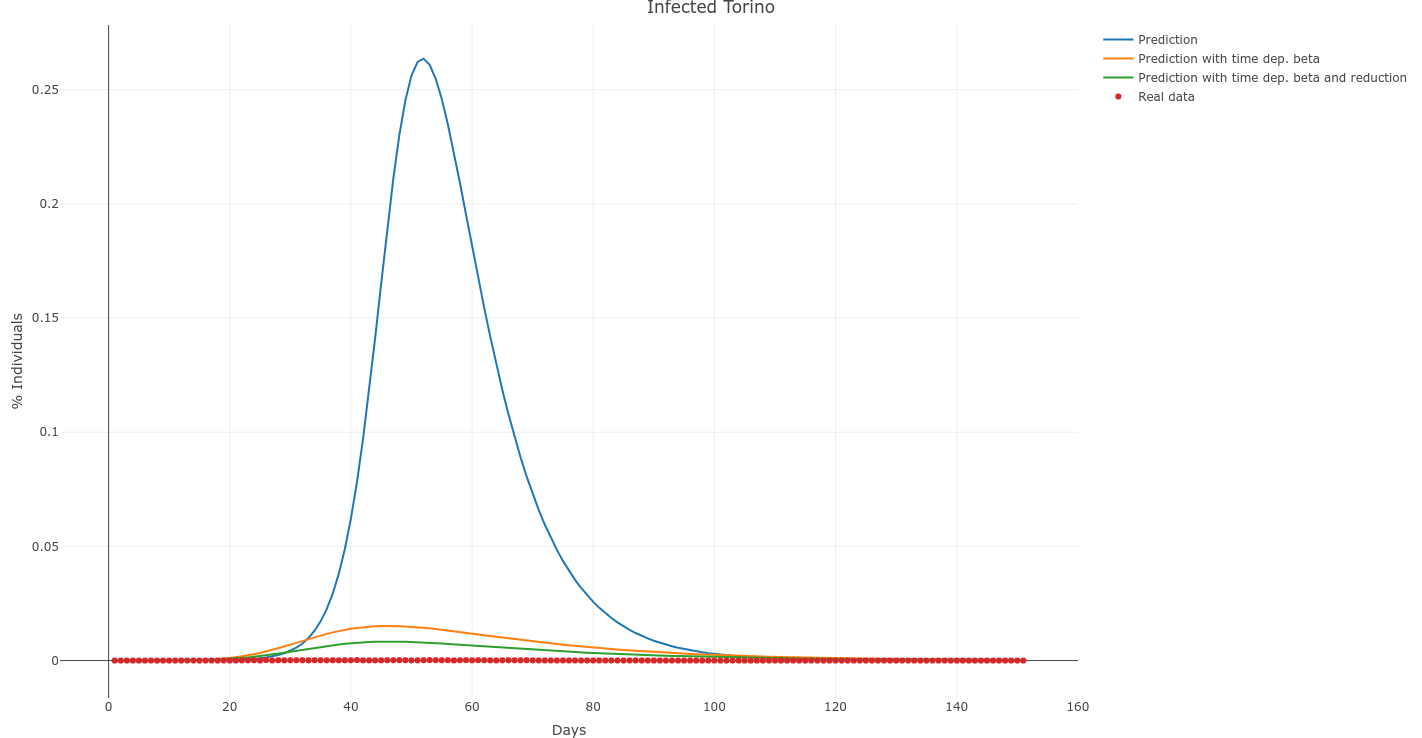 Infected Torino
Prediction
Prediction with time dep. beta
Prediction with time dep. beta and reduction
Real data
% Individuals
0.25
0.2
0.15
0.1
0.05
0
0 20 40 60 80 100 120 140 160
Days